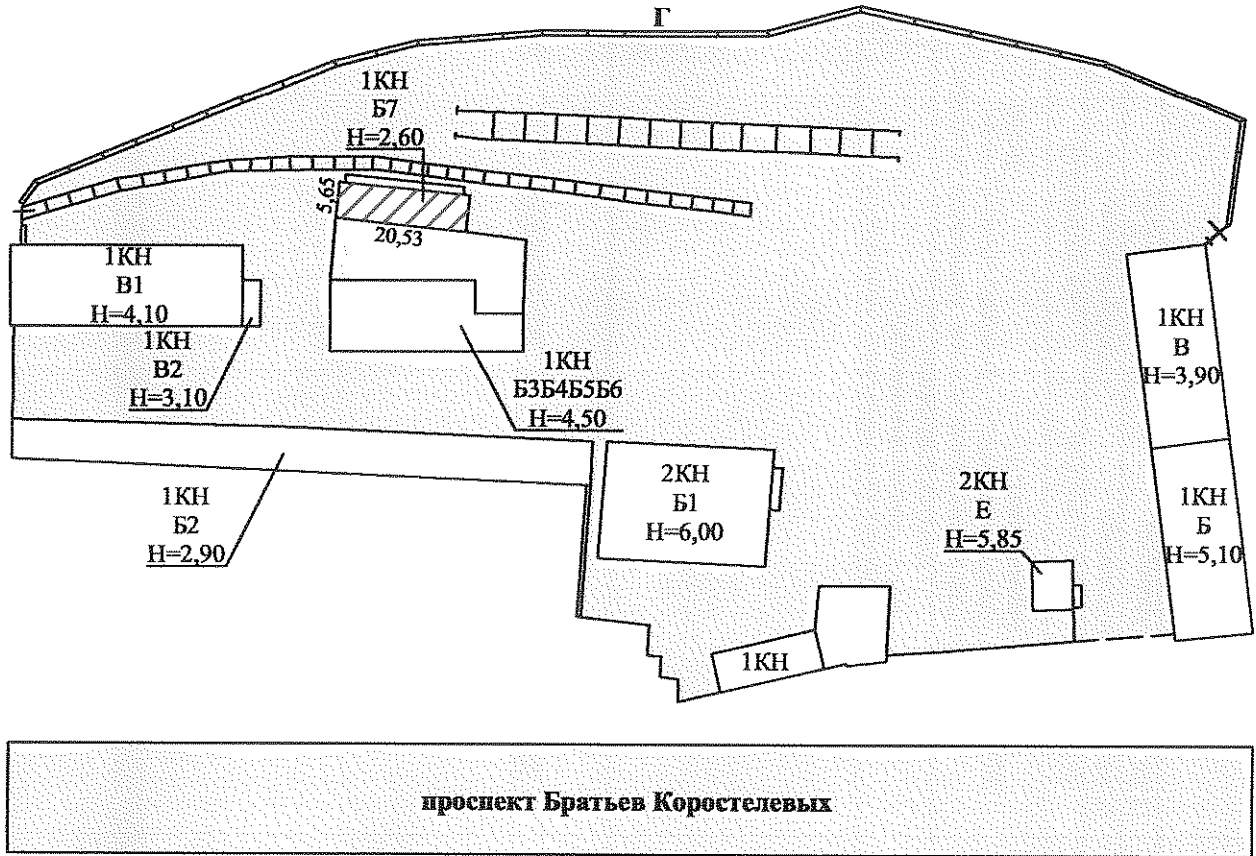 Г
1КН
Б7
Н=2,60
5,65
20,53
1КН
В1
Н=4,10
1КН
В2
Н=3,10
1КН
Б3Б4Б5Б6
Н=4,50
1КН
В
Н=3,90
1КН
Б2
Н=2,90
2КН
Б1
Н=6,00
2КН
Е
Н=5,85
1КН
Б
Н=5,10
1КН
проспект Братьев Коростелевых